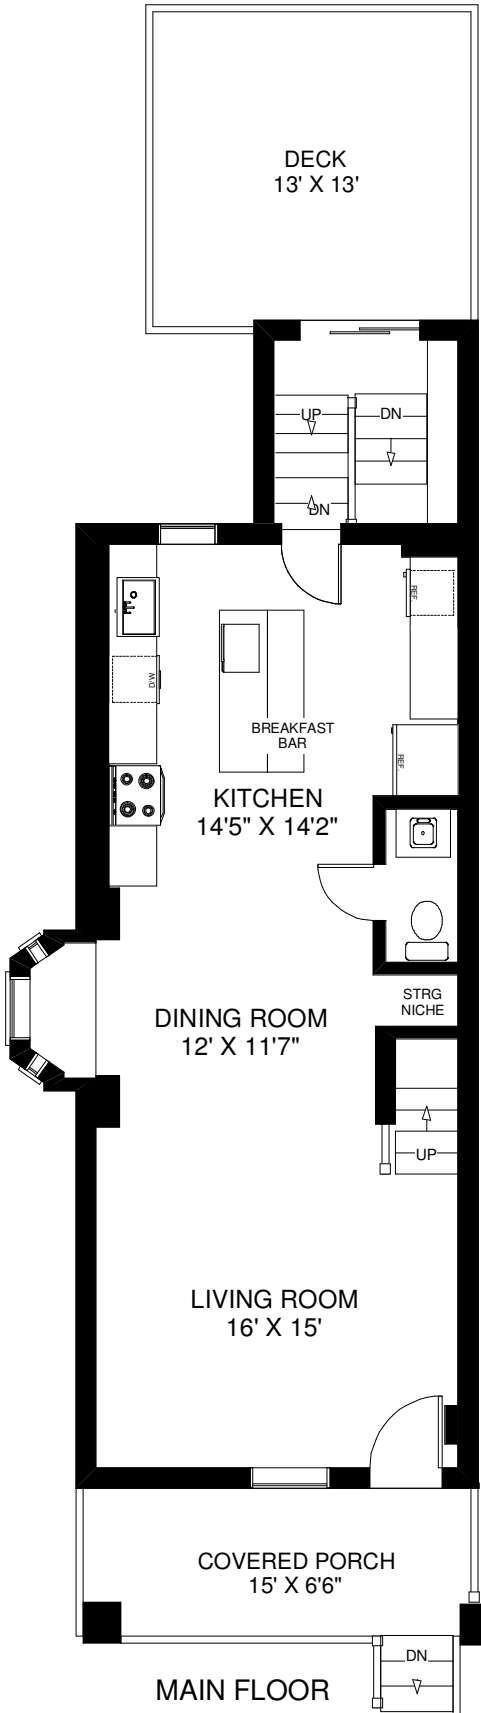 DECK
13' X 13'
UP
DN
DN
REF.
D/W
BREAKFAST
BAR
REF.
KITCHEN
14'5" X 14'2"
STRG
NICHE
DINING ROOM
12' X 11'7"
UP
LIVING ROOM
16' X 15'
COVERED PORCH
15' X 6'6"
DN
MAIN FLOOR